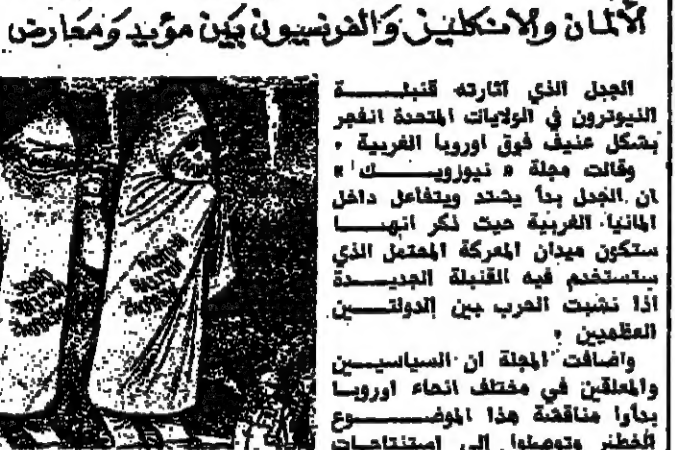 الألمان والانكليز والفرنسيون بين مؤيد ومعارض
الجدل الذي اثارته قنبلة
النيوترون في الولايات المتحدة انفجر
بشكل عنيف فوق اوروبا الغربية .
وقالت مجلة « نيوزويك »
ان الجدل بدأ يشتد ويتفاعل داخل
المانيا الغربية حيث ذكر انها
ستكون ميدان المعركة المحتمل الذي
ستستخدم فيه القنبلة الجديدة
اذا نشبت الحرب بين الدولتين
العظميين .
واضافت المجلة ان السياسيين
والمعلقين في مختلف انحاء اوروبا
بدأوا مناقشة هذا الموضوع
الخطير وتوصلوا الى استنتاجات